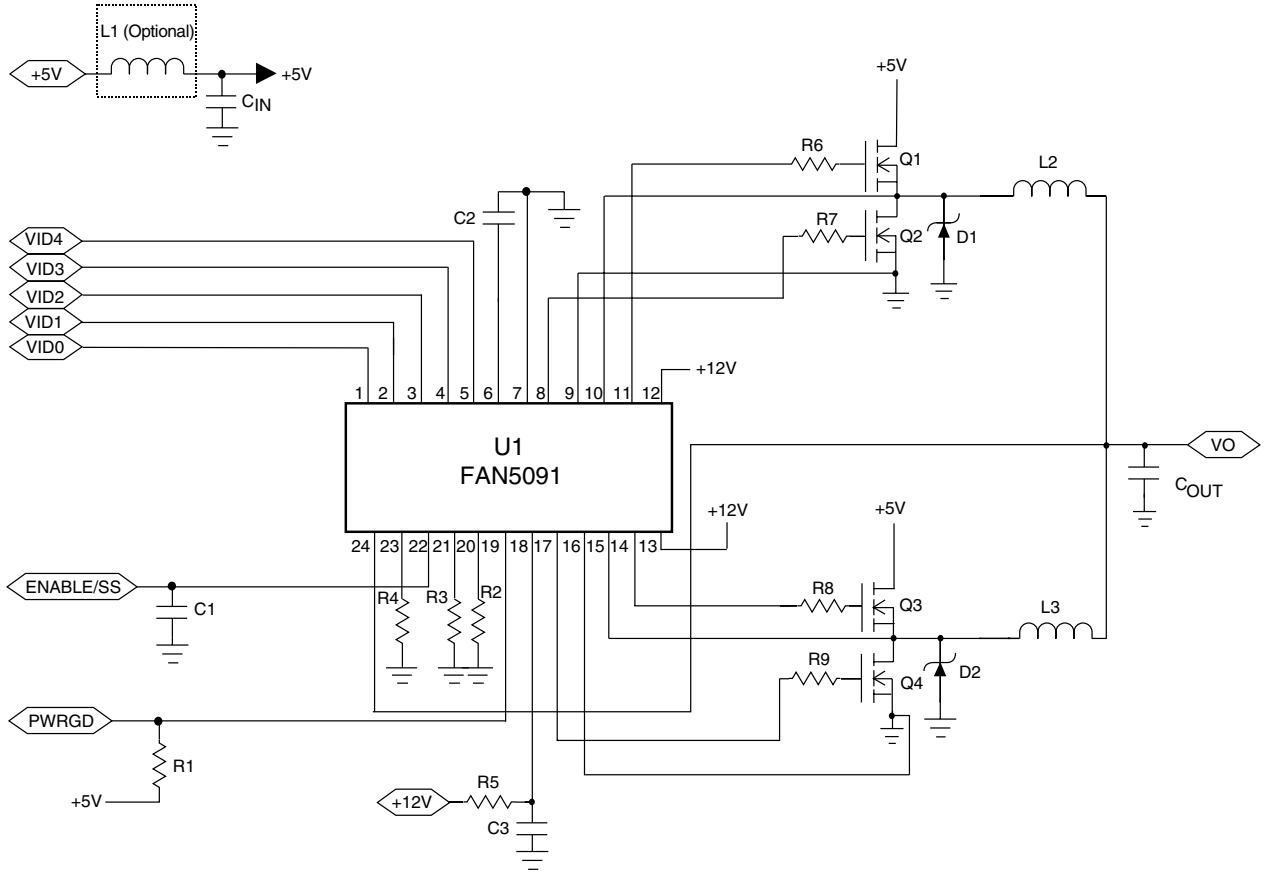 L1 (Optional)
+5V
+5V
CIN
+5V
R6
Q1
L2
C2
R7
Q2
D1
VID4
VID3
VID2
VID1
VID0
+12V
1 2 3 4 5 6 7 8 9 10 11 12
U1
FAN5091
VO
COUT
+12V
+5V
24 23 22 21 20 19 18 17 16 15 14 13
ENABLE/SS
C1
R4
R3
R2
R8
Q3
L3
R9
Q4
D2
PWRGD
R1
+5V
+12V
R5
C3